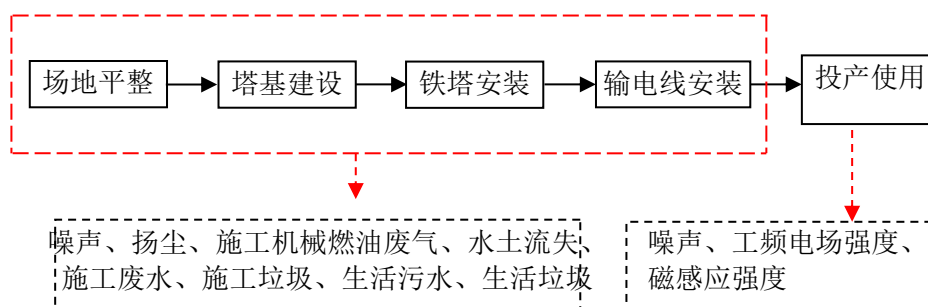 场地平整
塔基建设
铁塔安装
输电线安装
投产使用
噪声、扬尘、施工机械燃油废气、水土流失、
施工废水、施工垃圾、生活污水、生活垃圾
噪声、工频电场强度、
磁感应强度